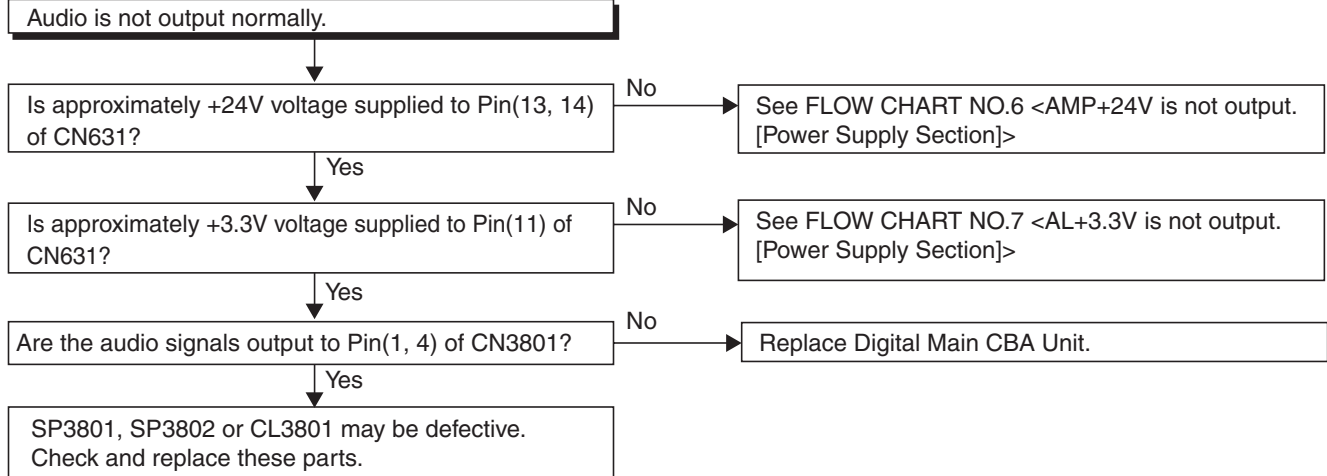 Audio is not output normally.
Is approximately +24V voltage supplied to Pin(13, 14)
of CN631?
No
See FLOW CHART NO.6 <AMP+24V is not output.
[Power Supply Section]>
Yes
Is approximately +3.3V voltage supplied to Pin(11) of
CN631?
No
See FLOW CHART NO.7 <AL+3.3V is not output.
[Power Supply Section]>
Yes
Are the audio signals output to Pin(1, 4) of CN3801?
No
Replace Digital Main CBA Unit.
Yes
SP3801, SP3802 or CL3801 may be defective.
Check and replace these parts.